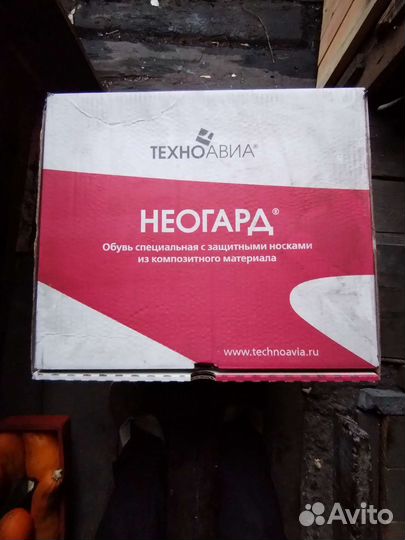 ТЕХНОАВИА®
НЕОГАРД®
Обувь специальная с защитными носками
из композитного материала
www.technoavia.ru
Avito